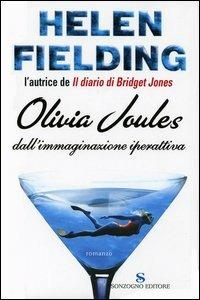 HELEN
FIELDING
l'autrice de Il diario di Bridget Jones
Olivia Joules
dall'immaginazione iperattiva
romanzo
S
SONZOGNO EDITORE